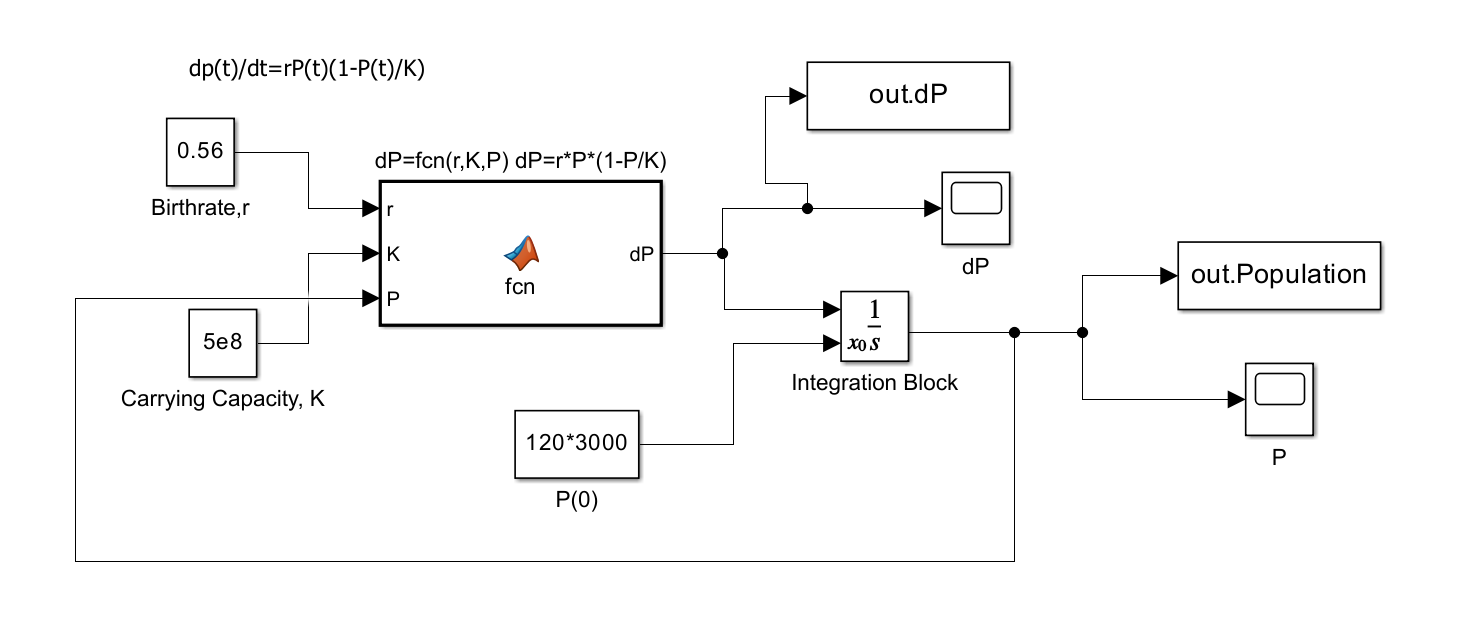 dp(t)/dt=rP(t)(1-P(t)/K)
out.dP
0.56
Birthrate,r
dP=fcn(r,K,P) dP=r*P*(1-P/K)
r
K
P
fcn
dP
dP
5e8
Carrying Capacity, K
1
x0 s
Integration Block
out.Population
120*3000
P(0)
P